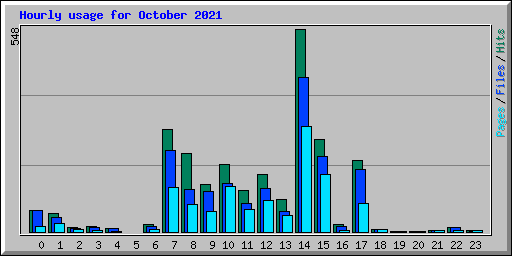 Hourly usage for October 2021
548
Pages/Files/Hits
0 1 2 3 4 5 6 7 8 9 10 11 12 13 14 15 16 17 18 19 20 21 22 23